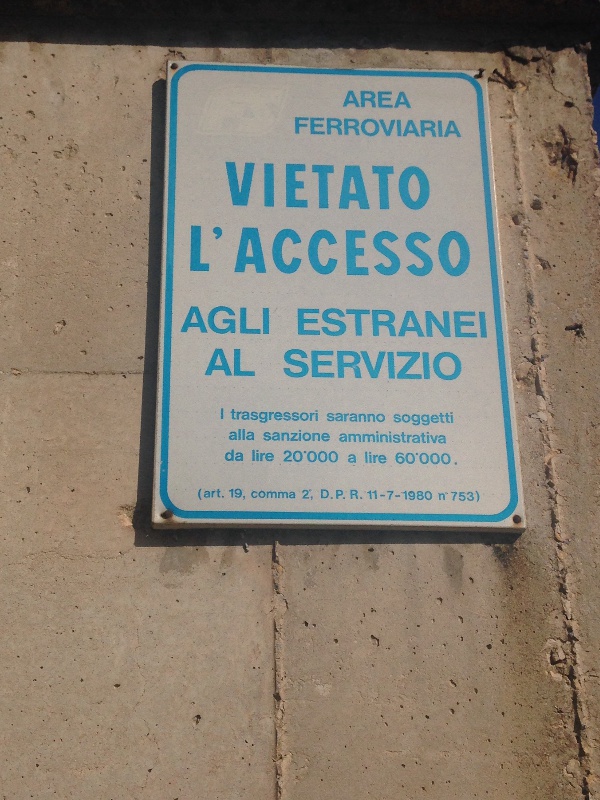 AREA
FERROVIARIA
VIETATO
L'ACCESSO
AGLI ESTRANEI
AL SERVIZIO
I trasgressori saranno soggetti
alla sanzione amministrativa
da lire 20'000 a lire 60'000.
(art. 19, comma 2°, D.P.R. 11-7-1980 n° 753)